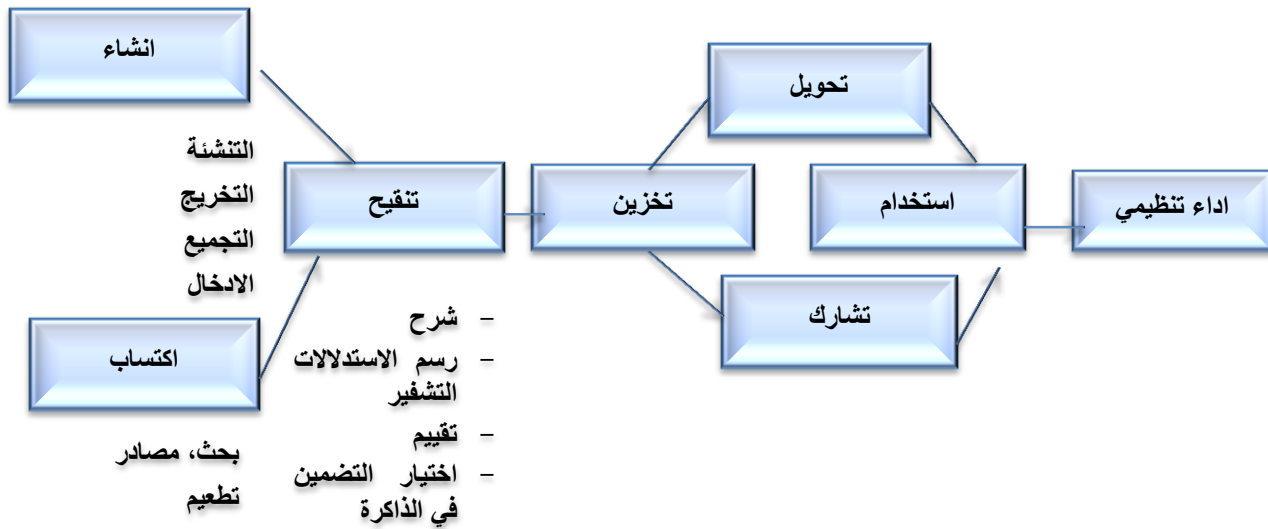 انشاء
التنشئة
التخريج
التجميع
الادخال
اكتساب
بحث، مصادر
تطعيم
تنقيح
– شرح
– رسم الاستدلالات
التشفير
– تقييم
– اختيار التضمين
في الذاكرة
تخزين
تحويل
تشارك
استخدام
اداء تنظيمي